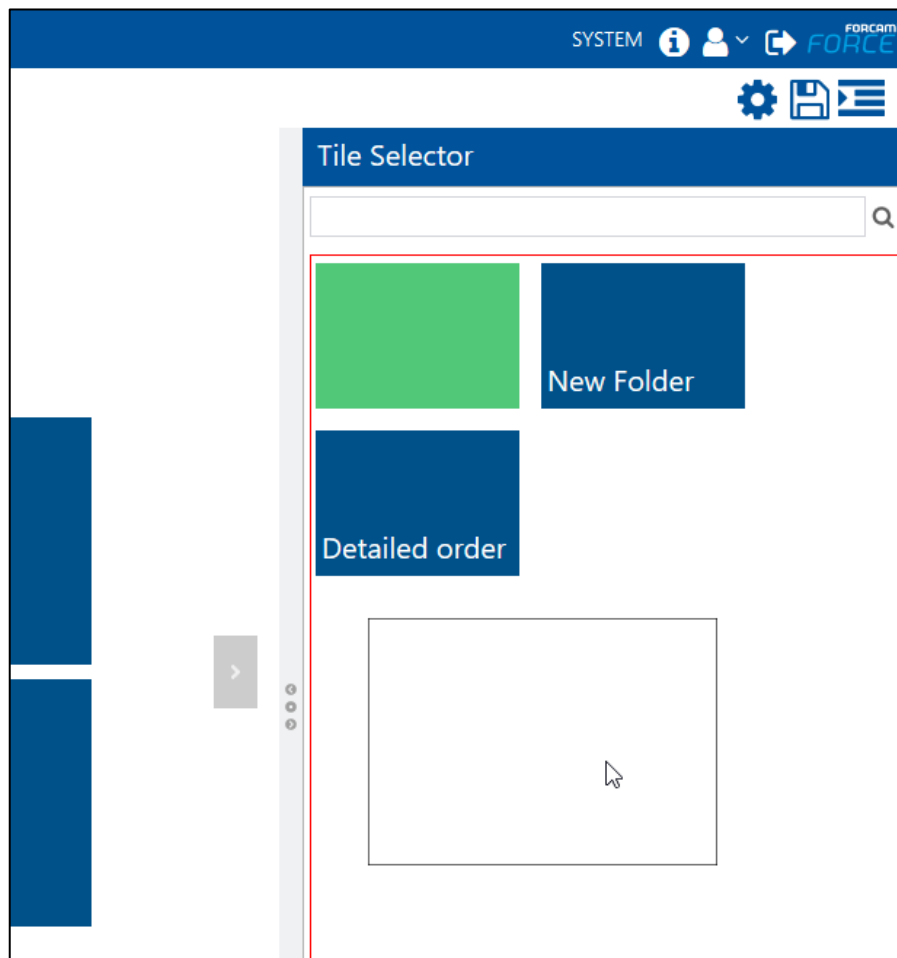 SYSTEM
FORCAM
FORCE
Tile Selector
New Folder
Detailed order